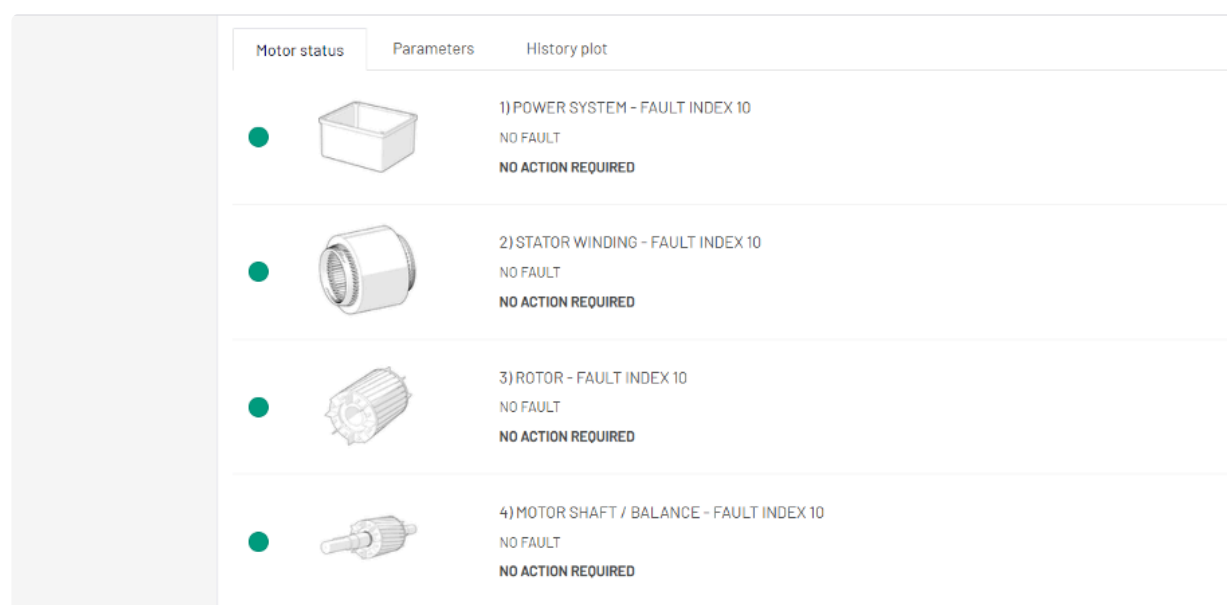 Motor status
Parameters
History plot
1) POWER SYSTEM - FAULT INDEX 10
NO FAULT
NO ACTION REQUIRED
2) STATOR WINDING - FAULT INDEX 10
NO FAULT
NO ACTION REQUIRED
3) ROTOR - FAULT INDEX 10
NO FAULT
NO ACTION REQUIRED
4) MOTOR SHAFT / BALANCE - FAULT INDEX 10
NO FAULT
NO ACTION REQUIRED